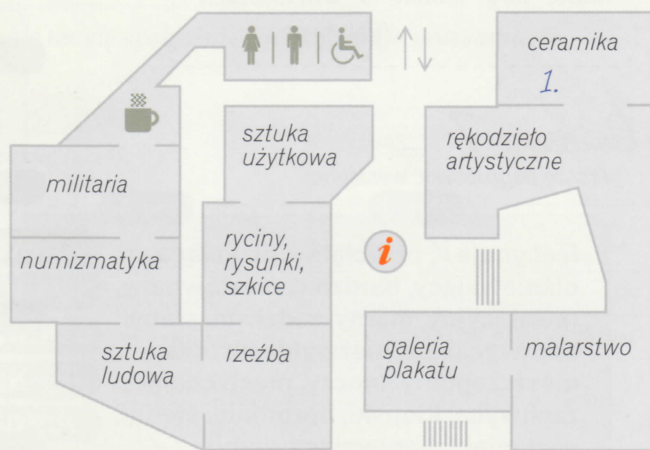 ceramika
1.
sztuka
użytkowa
rękodzieło
artystyczne
militaria
ryciny,
rysunki,
szkice
i
numizmatyka
sztuka
ludowa
rzeźba
galeria
plakatu
malarstwo